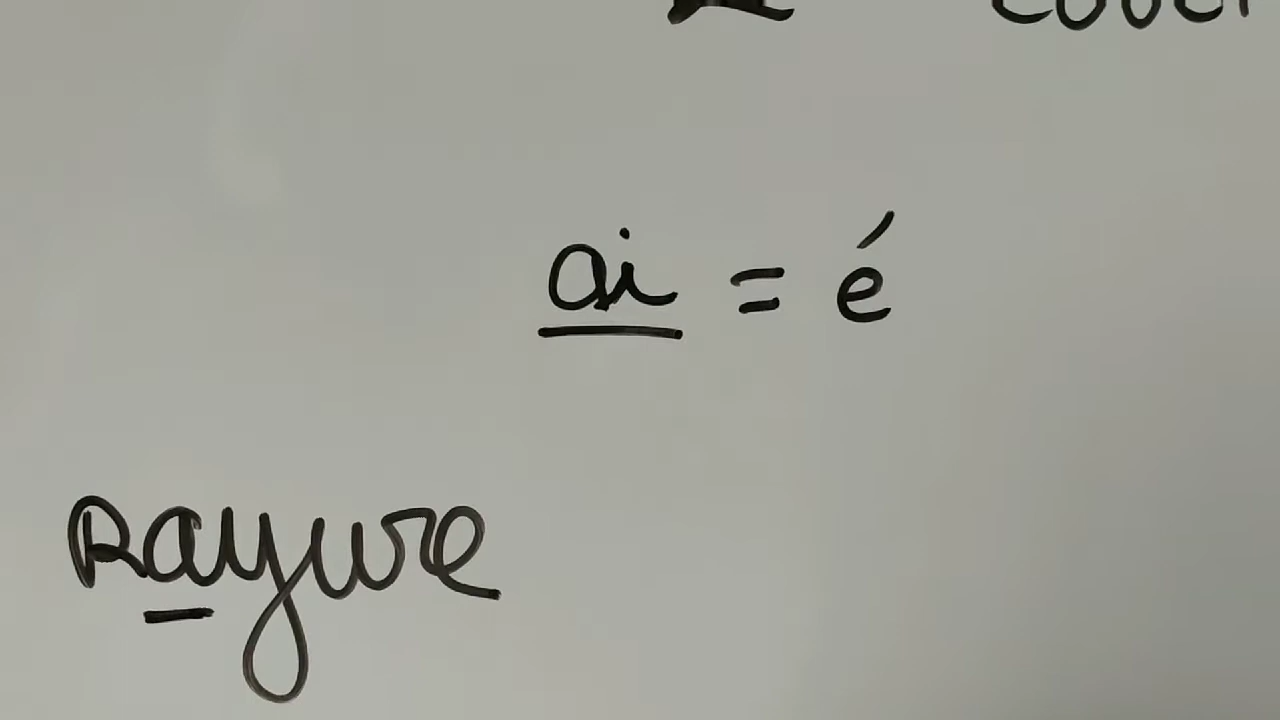 ai = é
Rayure